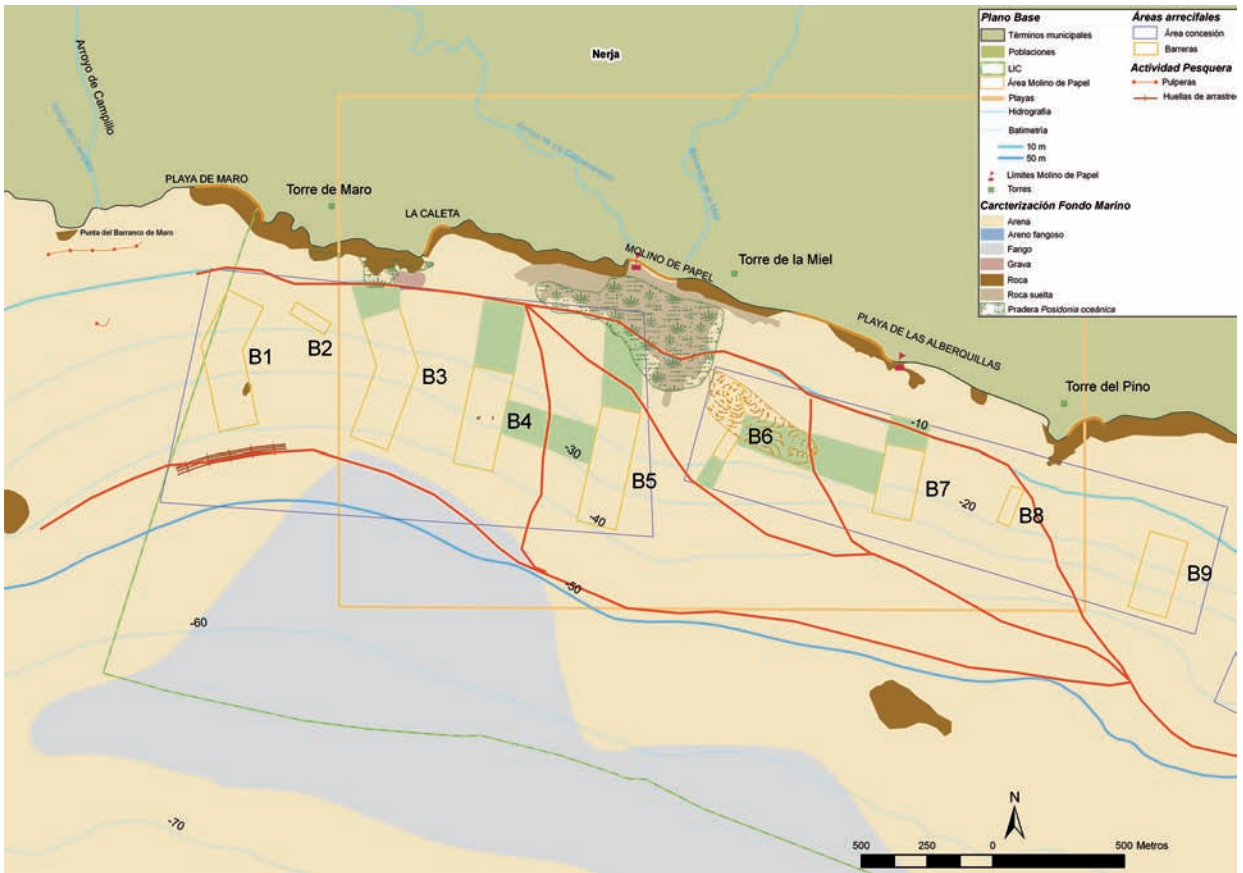 Plano Base
Términos municipales
Poblaciones
LIC
Área Molino de Papel
Playas
Hidrografía
Batimetría
10 m
50 m
Límites Molino de Papel
Torres
Carcterización Fondo Marino
Arena
Areno fangoso
Fango
Grava
Roca
Roca suelta
Pradera Posidonia oceánica
Áreas arrecifales
Área concesión
Barreras
Actividad Pesquera
Pulperas
Huellas de arrastre
Nerja
Arroyo de Campillo
PLAYA DE MARO
Torre de Maro
LA CALETA
Punta del Barranco de Maro
MOLINO DE PAPEL
Torre de la Miel
PLAYA DE LAS ALBERQUILLAS
Torre del Pino
B1
B2
B3
B4
B5
B6
B7
B8
B9
-10
-20
-30
-40
-50
-60
-70
N
500 250 0 500 Metros